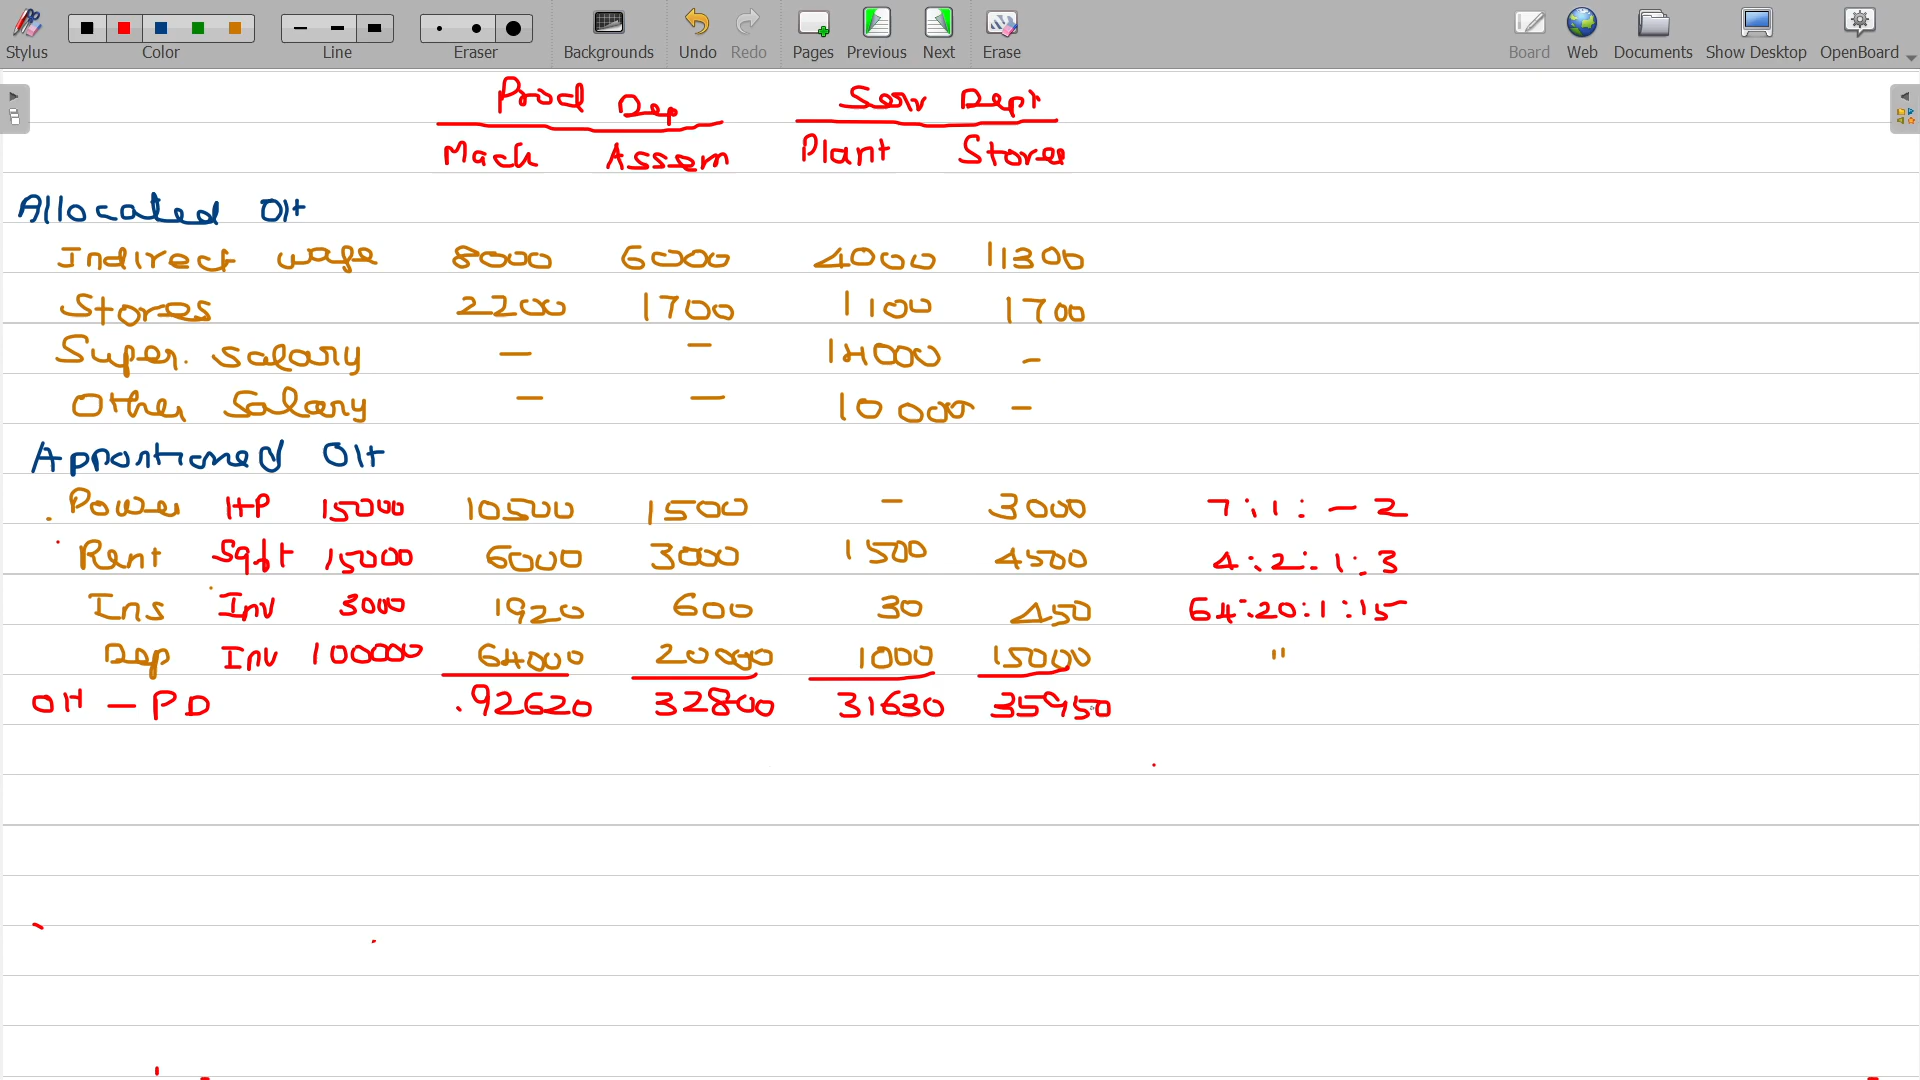 Stylus Color Line Eraser Backgrounds Undo Redo Pages Previous Next Erase Board Web Documents Show Desktop OpenBoard
Prod Dep Serv Dept
Mach Assem Plant Stores
Allocated OH
Indirect wage 8000 6000 4000 11300
Stores 2200 1700 1100 1700
Super. salary — — 14000 -
Other Salary — — 10000 —
Apportioned OH
Power HP 15000 10500 1500 — 3000 7:1:-2
Rent Sqft 15000 6000 3000 1500 4500 4:2:1:3
Ins Inv 3000 1920 600 30 450 64:20:1:15
Dep Inv 100000 64000 20000 1000 15000 "
OH — PD 92620 32800 31630 35950